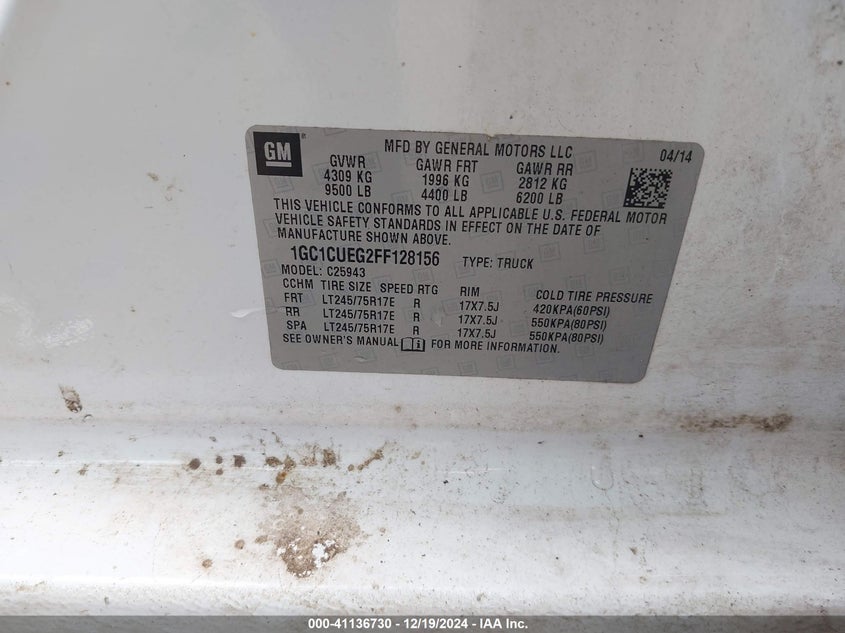 GM
MFD BY GENERAL MOTORS LLC 04/14
GVWR GAWR FRT GAWR RR
4309 KG 1996 KG 2812 KG
9500 LB 4400 LB 6200 LB
THIS VEHICLE CONFORMS TO ALL APPLICABLE U.S. FEDERAL MOTOR
VEHICLE SAFETY STANDARDS IN EFFECT ON THE DATE OF
MANUFACTURE SHOWN ABOVE.
1GC1CUEG2FF128156 TYPE: TRUCK
MODEL: C25943
CCHM TIRE SIZE SPEED RTG RIM COLD TIRE PRESSURE
FRT LT245/75R17E R 17X7.5J 420KPA(60PSI)
RR LT245/75R17E R 17X7.5J 550KPA(80PSI)
SPA LT245/75R17E R 17X7.5J 550KPA(80PSI)
SEE OWNER'S MANUAL FOR MORE INFORMATION.
000-41136730 - 12/19/2024 - IAA Inc.